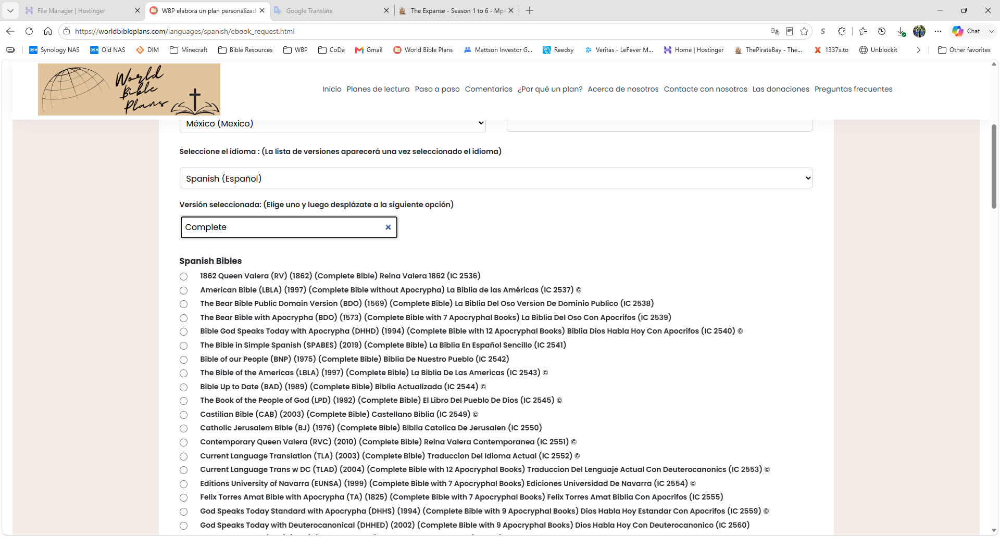 File Manager | Hostinger
WBP elabora un plan personalizad
Google Translate
The Expanse - Season 1 to 6 - Mp4
https://worldbibleplans.com/languages/spanish/ebook_request.html
Chat
Synology NAS
Old NAS
DIM
Minecraft
Bible Resources
WBP
CoDa
Gmail
World Bible Plans
Mattson Investor G...
Reedsy
Veritas - LeFever M...
Home | Hostinger
ThePirateBay - The...
1337x.to
Unblockit
Other favorites
World
Bible
Plans
Inicio Planes de lectura Paso a paso Comentarios ¿Por qué un plan? Acerca de nosotros Contacte con nosotros Las donaciones Preguntas frecuentes
México (Mexico)
Seleccione el idioma : (La lista de versiones aparecerá una vez seleccionado el idioma)
Spanish (Español)
Versión seleccionada: (Elige uno y luego desplázate a la siguiente opción)
Complete
Spanish Bibles
1862 Queen Valera (RV) (1862) (Complete Bible) Reina Valera 1862 (IC 2536)
American Bible (LBLA) (1997) (Complete Bible without Apocrypha) La Biblia de las Américas (IC 2537) ©
The Bear Bible Public Domain Version (BDO) (1569) (Complete Bible) La Biblia Del Oso Version De Dominio Publico (IC 2538)
The Bear Bible with Apocrypha (BDO) (1573) (Complete Bible with 7 Apocryphal Books) La Biblia Del Oso Con Apocrifos (IC 2539)
Bible God Speaks Today with Apocrypha (DHHD) (1994) (Complete Bible with 12 Apocryphal Books) Biblia Dios Habla Hoy Con Apocrifos (IC 2540) ©
The Bible in Simple Spanish (SPABES) (2019) (Complete Bible) La Biblia En Español Sencillo (IC 2541)
Bible of our People (BNP) (1975) (Complete Bible) Biblia De Nuestro Pueblo (IC 2542)
The Bible of the Americas (LBLA) (1997) (Complete Bible) La Biblia De Las Americas (IC 2543) ©
Bible Up to Date (BAD) (1989) (Complete Bible) Biblia Actualizada (IC 2544) ©
The Book of the People of God (LPD) (1992) (Complete Bible) El Libro Del Pueblo De Dios (IC 2545) ©
Castilian Bible (CAB) (2003) (Complete Bible) Castellano Biblia (IC 2549) ©
Catholic Jerusalem Bible (BJ) (1976) (Complete Bible) Biblia Catolica De Jerusalen (IC 2550)
Contemporary Queen Valera (RVC) (2010) (Complete Bible) Reina Valera Contemporanea (IC 2551) ©
Current Language Translation (TLA) (2003) (Complete Bible) Traduccion Del Idioma Actual (IC 2552) ©
Current Language Trans w DC (TLAD) (2004) (Complete Bible with 12 Apocryphal Books) Traduccion Del Lenguaje Actual Con Deuterocanonics (IC 2553) ©
Editions University of Navarra (EUNSA) (1999) (Complete Bible with 7 Apocryphal Books) Ediciones Universidad De Navarra (IC 2554) ©
Felix Torres Amat Bible with Apocrypha (TA) (1825) (Complete Bible with 7 Apocryphal Books) Felix Torres Amat Biblia Con Apocrifos (IC 2555)
God Speaks Today Standard with Apocrypha (DHHS) (1994) (Complete Bible with 9 Apocryphal Books) Dios Habla Hoy Estandar Con Apocrifos (IC 2559) ©
God Speaks Today with Deuterocanonical (DHHED) (2002) (Complete Bible with 9 Apocryphal Books) Dios Habla Hoy Con Deuterocanonico (IC 2560)